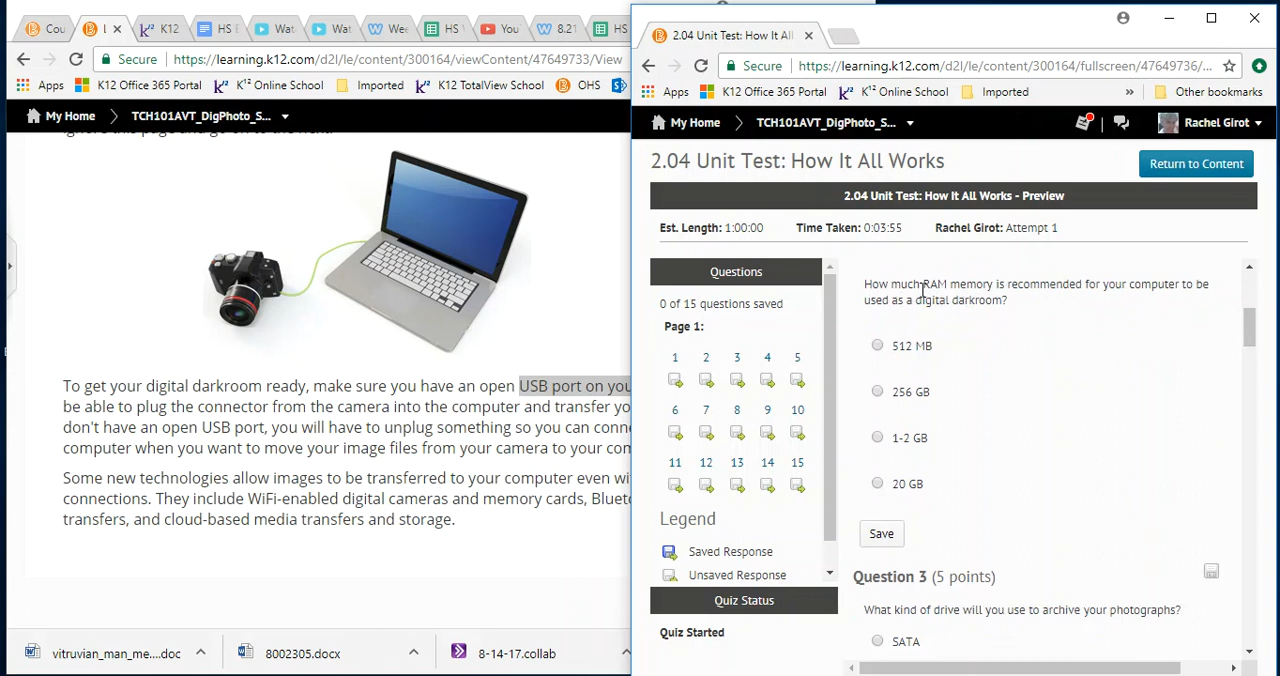 Cou
L
K12
HS E
Wat
Wat
Wee
HS V
You
8.21
HS
Secure
https://learning.k12.com/d2l/le/content/300164/viewContent/47649733/View
Apps
K12 Office 365 Portal
K¹² Online School
Imported
K12 TotalView School
OHS
My Home
TCH101AVT_DigPhoto_S...
ignore this page and go on to the next.
To get your digital darkroom ready, make sure you have an open USB port on you
be able to plug the connector from the camera into the computer and transfer yo
don't have an open USB port, you will have to unplug something so you can conne
computer when you want to move your image files from your camera to your com
Some new technologies allow images to be transferred to your computer even wi
connections. They include WiFi-enabled digital cameras and memory cards, Blueto
transfers, and cloud-based media transfers and storage.
vitruvian_man_me....doc
8002305.docx
8-14-17.collab
2.04 Unit Test: How It All
Secure
https://learning.k12.com/d2l/le/content/300164/fullscreen/47649736/...
Apps
K12 Office 365 Portal
K¹² Online School
Imported
»
Other bookmarks
My Home
TCH101AVT_DigPhoto_S...
Rachel Girot
2.04 Unit Test: How It All Works
Return to Content
2.04 Unit Test: How It All Works - Preview
Est. Length: 1:00:00
Time Taken: 0:03:55
Rachel Girot: Attempt 1
Questions
0 of 15 questions saved
Page 1:
1 2 3 4 5
6 7 8 9 10
11 12 13 14 15
Legend
Saved Response
Unsaved Response
Quiz Status
Quiz Started
How much RAM memory is recommended for your computer to be
used as a digital darkroom?
512 MB
256 GB
1-2 GB
20 GB
Save
Question 3 (5 points)
What kind of drive will you use to archive your photographs?
SATA